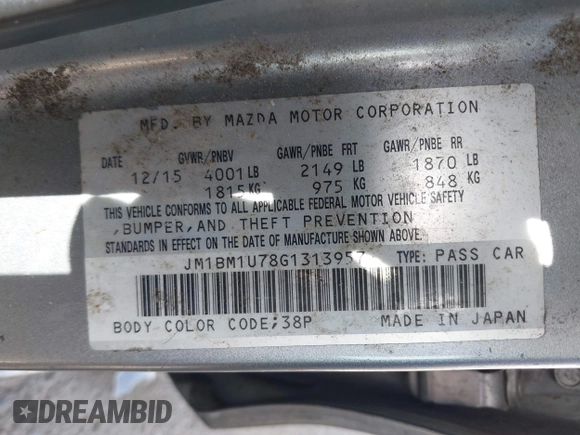 MFD. BY MAZDA MOTOR CORPORATION
DATE GVWR/PNBV GAWR/PNBE FRT GAWR/PNBE RR
12/15 4001 LB 2149 LB 1870 LB
1815 KG 975 KG 848 KG
THIS VEHICLE CONFORMS TO ALL APPLICABLE FEDERAL MOTOR VEHICLE SAFETY
,BUMPER,AND THEFT PREVENTION
STANDARDS IN EFFECT ON THE DATE OF MANUFACTURE SHOWN ABOVE.
JM1BM1U78G1313957 TYPE: PASS CAR
BODY COLOR CODE;38P MADE IN JAPAN
DREAMBID